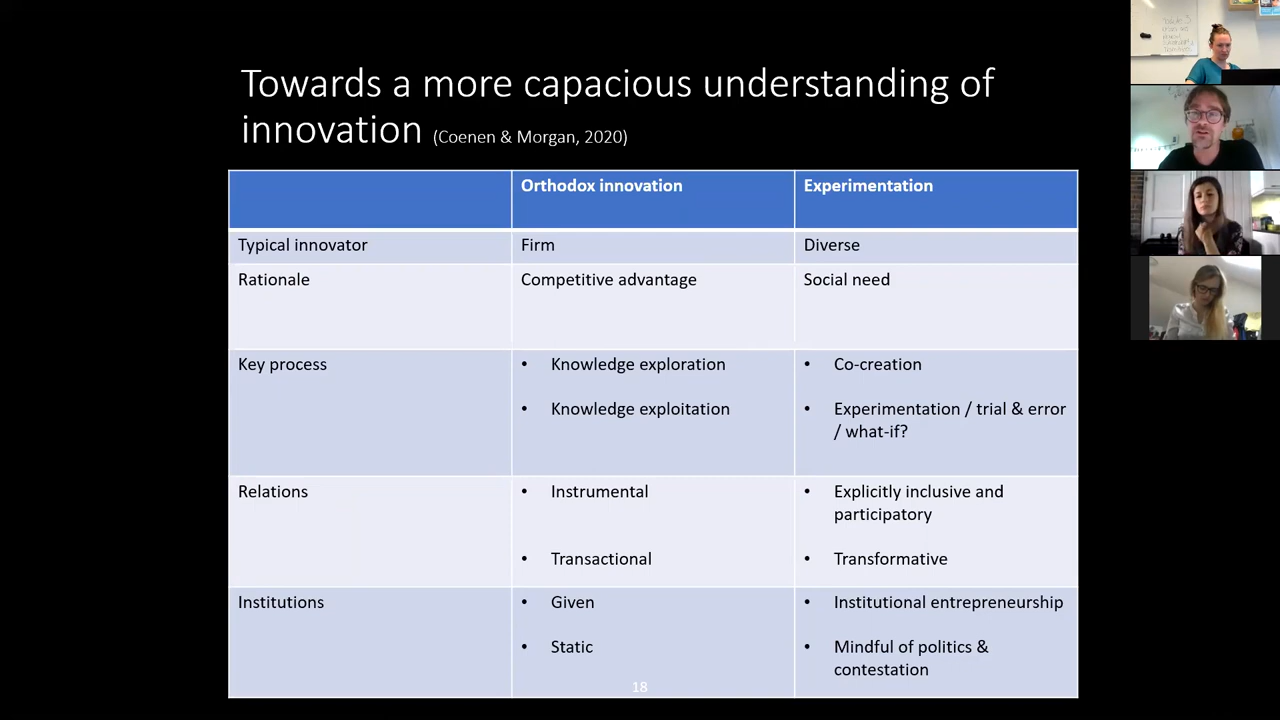 Towards a more capacious understanding of
innovation (Coenen & Morgan, 2020)
Orthodox innovation
Experimentation
Typical innovator
Firm
Diverse
Rationale
Competitive advantage
Social need
Key process
• Knowledge exploration
• Knowledge exploitation
• Co-creation
• Experimentation / trial & error
/ what-if?
Relations
• Instrumental
• Transactional
• Explicitly inclusive and
participatory
• Transformative
Institutions
• Given
• Static
• Institutional entrepreneurship
• Mindful of politics &
contestation
18